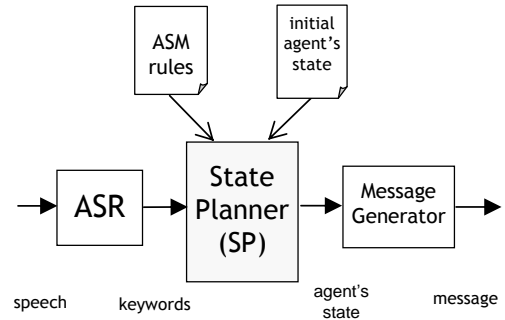 ASM
rules
initial
agent's
state
ASR
State
Planner
(SP)
Message
Generator
speech
keywords
agent's
state
message